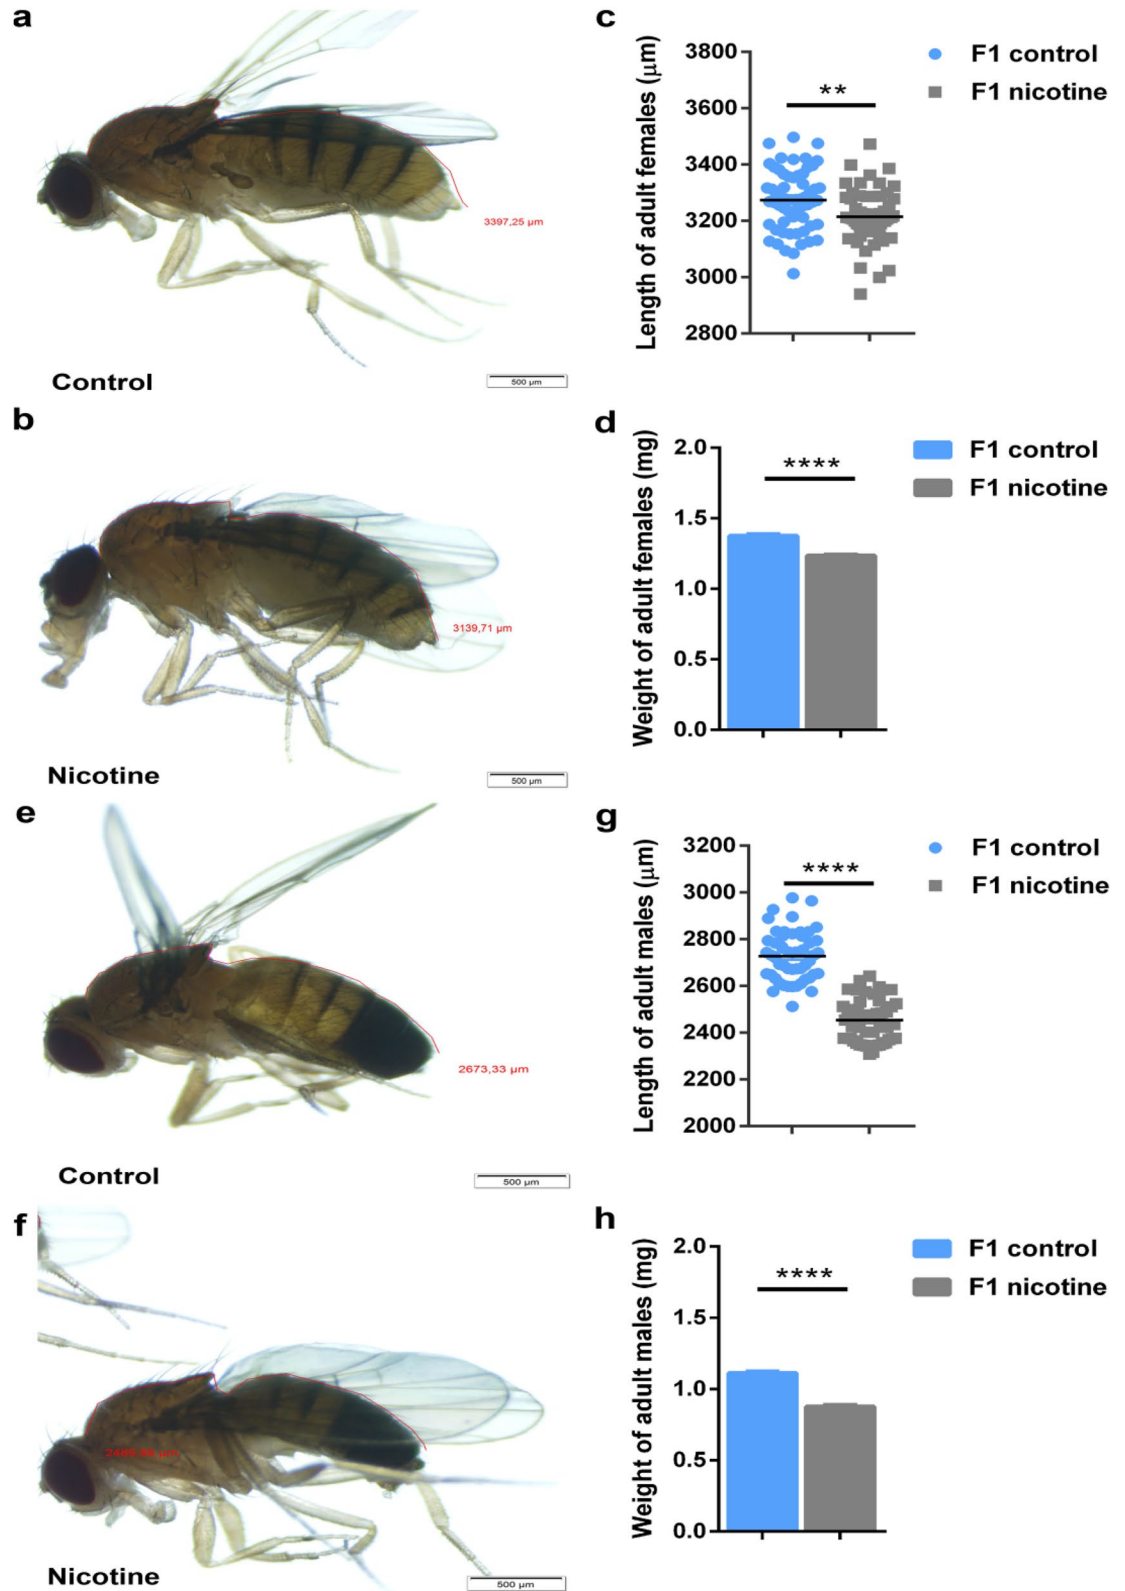 a
3397,25 µm
Control
500 µm
c
Length of adult females (µm)
3800
3600
3400
3200
3000
2800
**
F1 control
F1 nicotine
b
3139,71 µm
Nicotine
500 µm
d
Weight of adult females (mg)
2.0
1.5
1.0
0.5
0.0
****
F1 control
F1 nicotine
e
2673,33 µm
Control
500 µm
g
Length of adult males (µm)
3200
3000
2800
2600
2400
2200
2000
****
F1 control
F1 nicotine
f
Nicotine
500 µm
h
Weight of adult males (mg)
2.0
1.5
1.0
0.5
0.0
****
F1 control
F1 nicotine